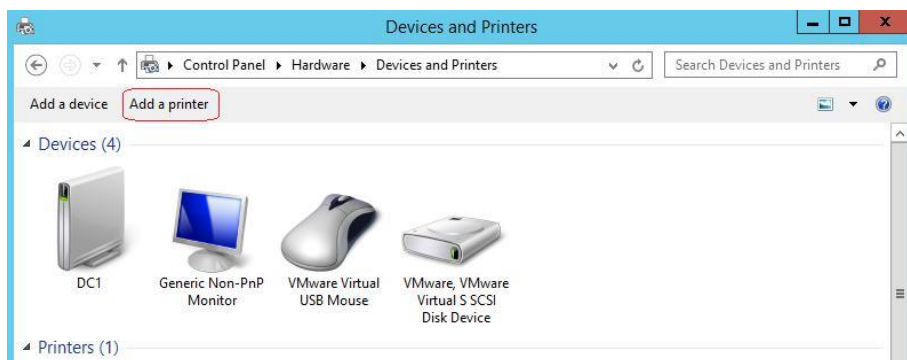 Devices and Printers
Control Panel ▸ Hardware ▸ Devices and Printers
Search Devices and Printers
Add a device Add a printer
Devices (4)
DC1
Generic Non-PnP
Monitor
VMware Virtual
USB Mouse
VMware, VMware
Virtual S SCSI
Disk Device
Printers (1)